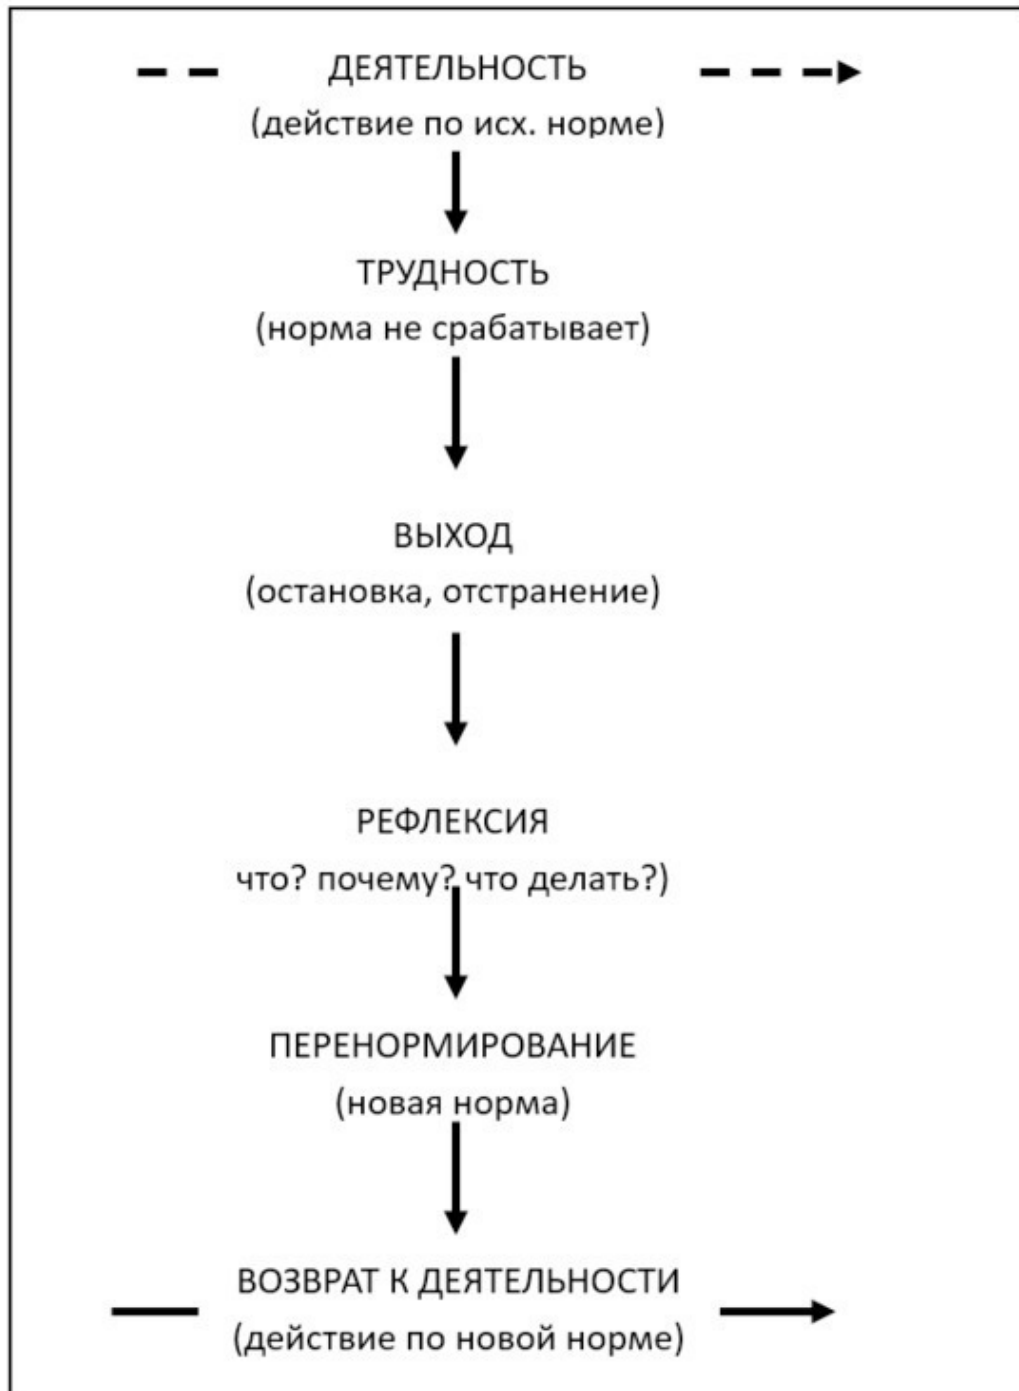 ДЕЯТЕЛЬНОСТЬ
(действие по исх. норме)
ТРУДНОСТЬ
(норма не срабатывает)
ВЫХОД
(остановка, отстранение)
РЕФЛЕКСИЯ
что? почему? что делать?)
ПЕРЕНОРМИРОВАНИЕ
(новая норма)
ВОЗВРАТ К ДЕЯТЕЛЬНОСТИ
(действие по новой норме)